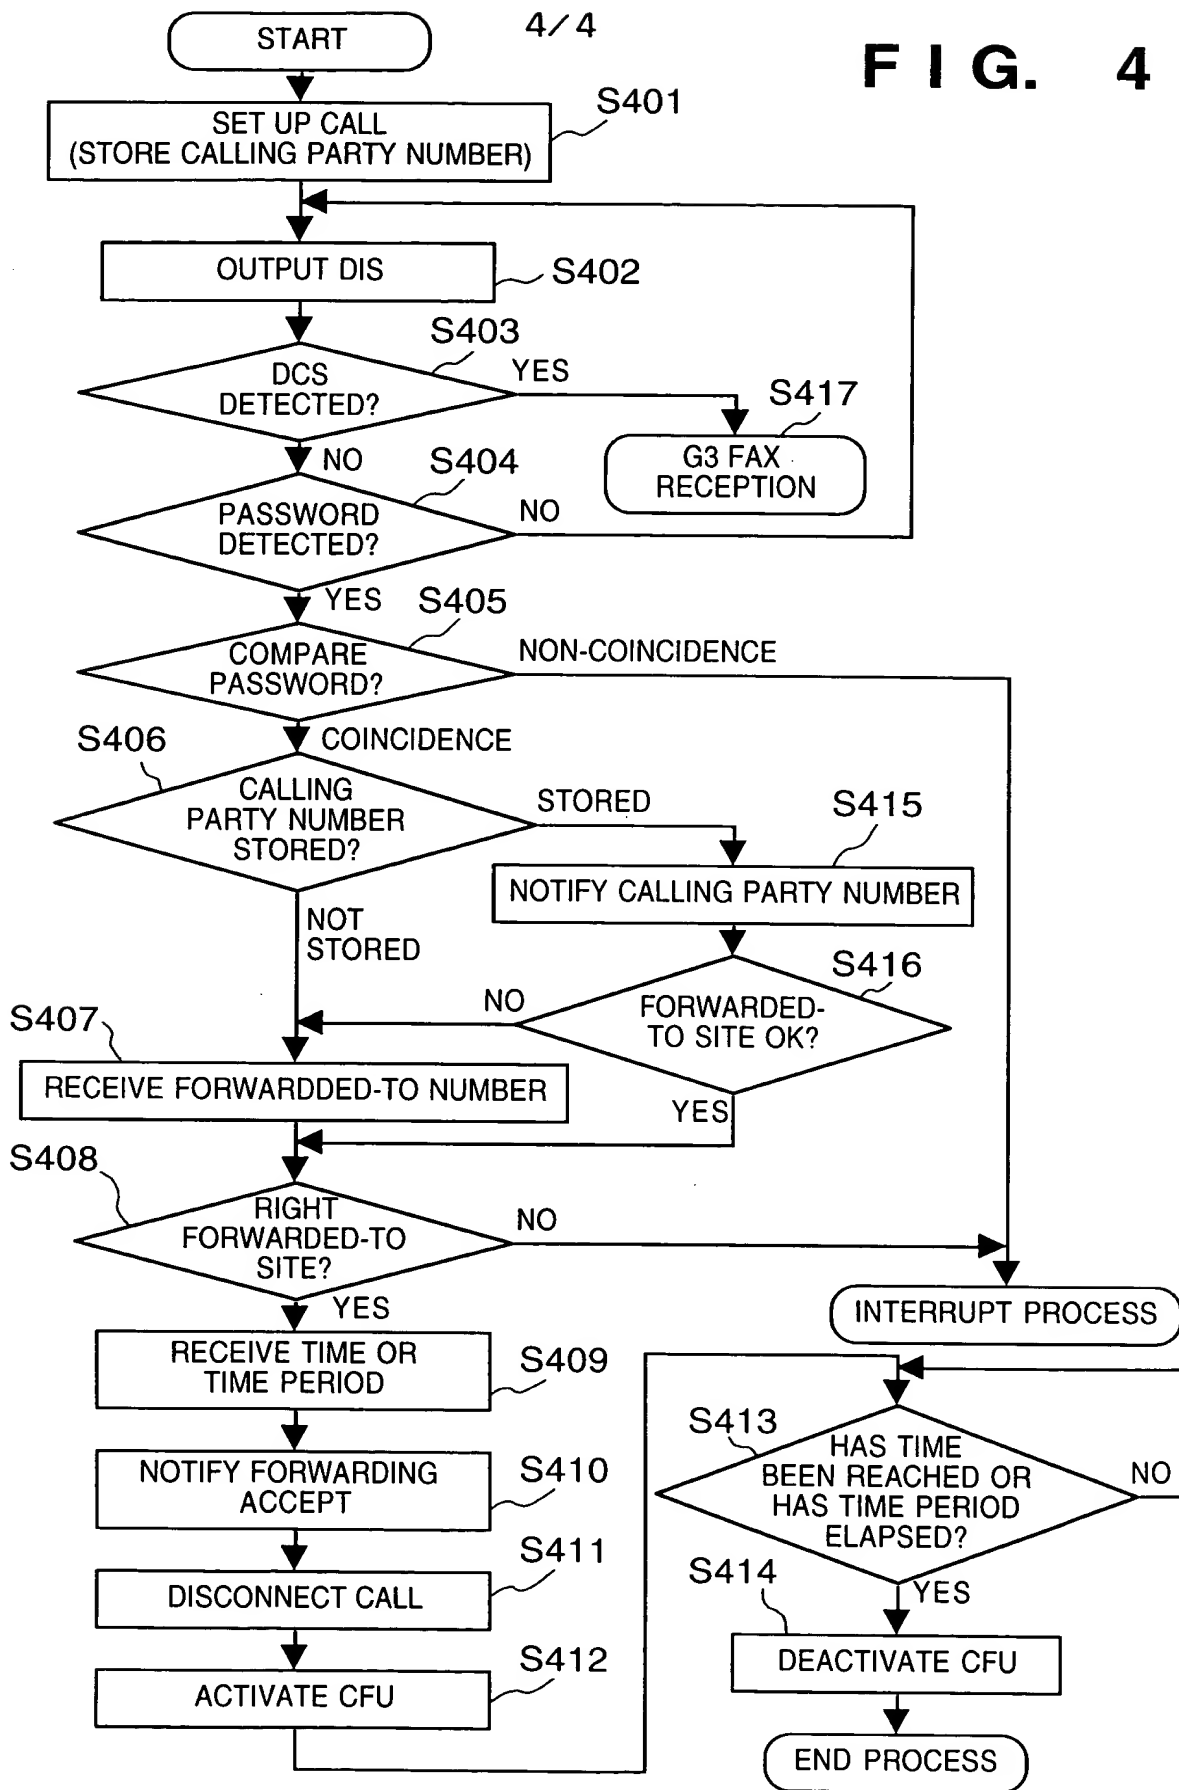 4/4
FIG. 4
START
S401
SET UP CALL
(STORE CALLING PARTY NUMBER)
OUTPUT DIS
S402
S403
DCS
DETECTED?
YES
S417
G3 FAX
RECEPTION
NO
S404
PASSWORD
DETECTED?
NO
YES
S405
COMPARE
PASSWORD?
NON-COINCIDENCE
COINCIDENCE
S406
CALLING
PARTY NUMBER
STORED?
STORED
S415
NOTIFY CALLING PARTY NUMBER
NOT
STORED
S416
FORWARDED-
TO SITE OK?
NO
YES
S407
RECEIVE FORWARDDED-TO NUMBER
S408
RIGHT
FORWARDED-TO
SITE?
NO
YES
INTERRUPT PROCESS
RECEIVE TIME OR
TIME PERIOD
S409
NOTIFY FORWARDING
ACCEPT
S410
S411
DISCONNECT CALL
S412
ACTIVATE CFU
S413
HAS TIME
BEEN REACHED OR
HAS TIME PERIOD
ELAPSED?
NO
YES
S414
DEACTIVATE CFU
END PROCESS